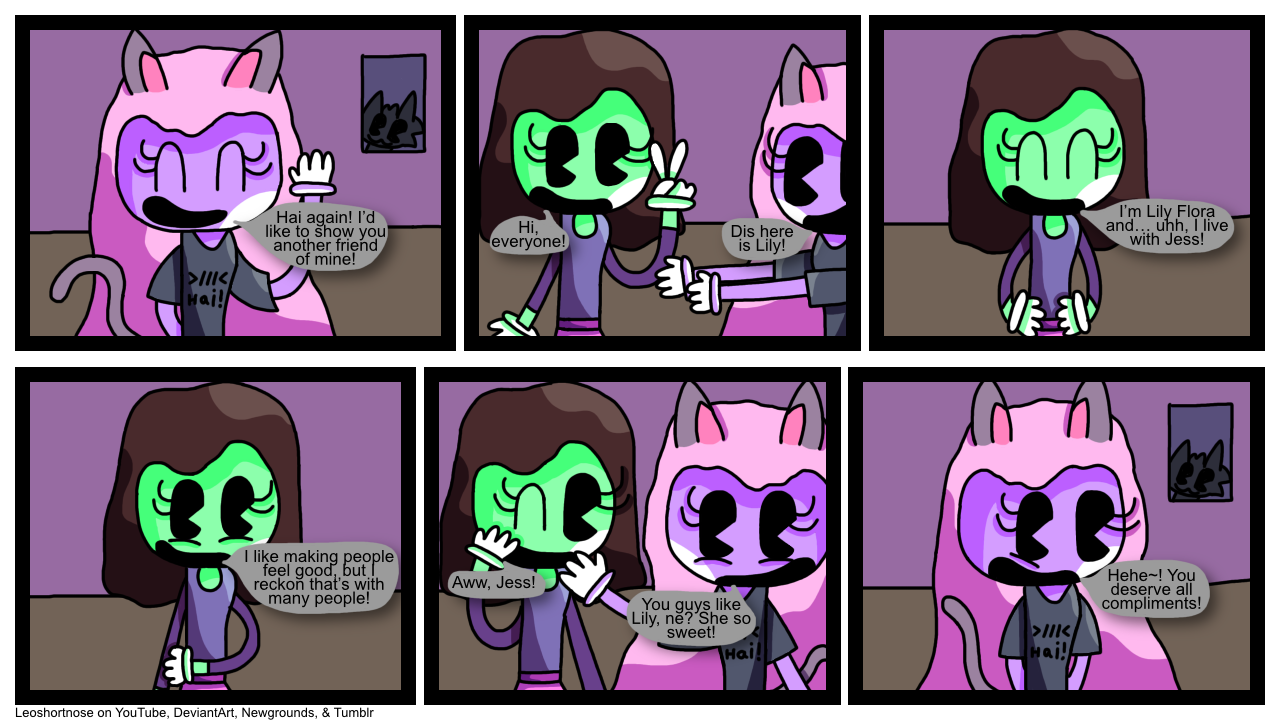 Hai again! I'd
like to show you
another friend
of mine!
>///<
Hai!
Hi,
everyone!
Dis here
is Lily!
I'm Lily Flora
and... uhh, I live
with Jess!
I like making people
feel good, but I
reckon that's with
many people!
Aww, Jess!
You guys like
Lily, ne? She so
sweet!
Hai!
Hehe~! You
deserve all
compliments!
>///<
Hai!
Leoshortnose on YouTube, DeviantArt, Newgrounds, & Tumblr